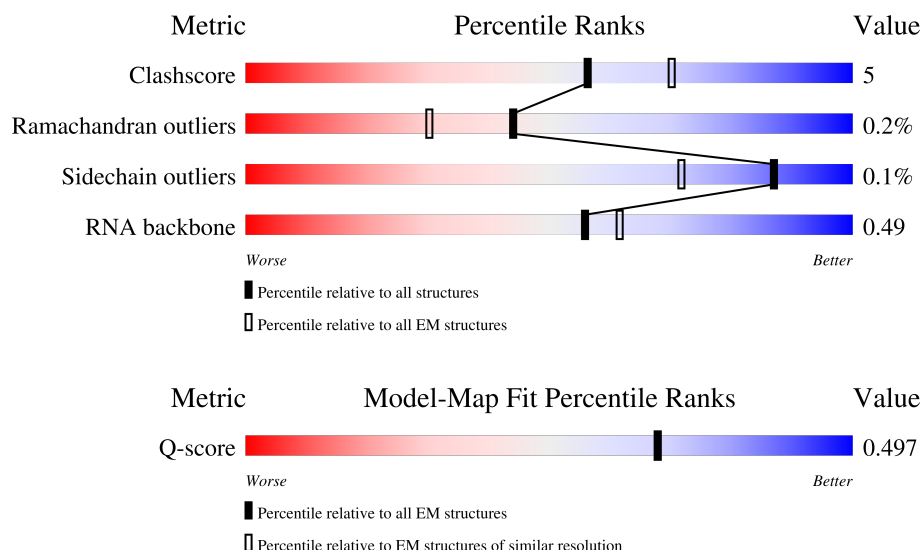 Metric Percentile Ranks Value
Clashscore 5
Ramachandran outliers 0.2%
Sidechain outliers 0.1%
RNA backbone 0.49
Worse Better
Percentile relative to all structures
Percentile relative to all EM structures
Metric Model-Map Fit Percentile Ranks Value
Q-score 0.497
Worse Better
Percentile relative to all EM structures
Percentile relative to EM structures of similar resolution